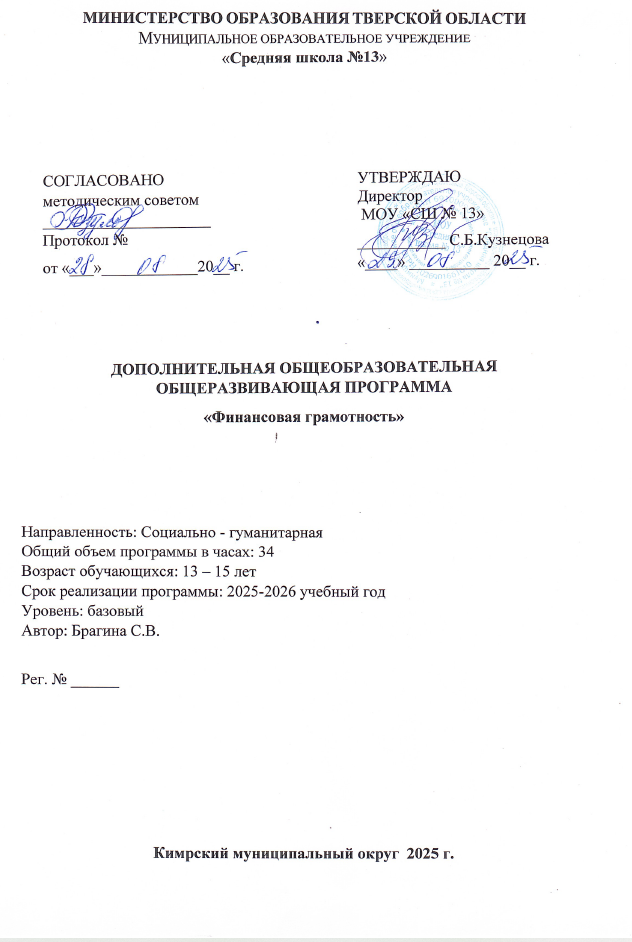 МИНИСТЕРСТВО ОБРАЗОВАНИЯ ТВЕРСКОЙ ОБЛАСТИ
МУНИЦИПАЛЬНОЕ ОБРАЗОВАТЕЛЬНОЕ УЧРЕЖДЕНИЕ
«Средняя школа №13»
СОГЛАСОВАНО
методическим советом
Протокол №
от «28» 08 2025 г.
УТВЕРЖДАЮ
Директор
МОУ «СШ № 13»
С.Б.Кузнецова
«29» 08 2025 г.
ДОПОЛНИТЕЛЬНАЯ ОБЩЕОБРАЗОВАТЕЛЬНАЯ
ОБЩЕРАЗВИВАЮЩАЯ ПРОГРАММА
«Финансовая грамотность»
Направленность: Социально - гуманитарная
Общий объем программы в часах: 34
Возраст обучающихся: 13 – 15 лет
Срок реализации программы: 2025-2026 учебный год
Уровень: базовый
Автор: Брагина С.В.
Рег. № ______
Кимрский муниципальный округ 2025 г.